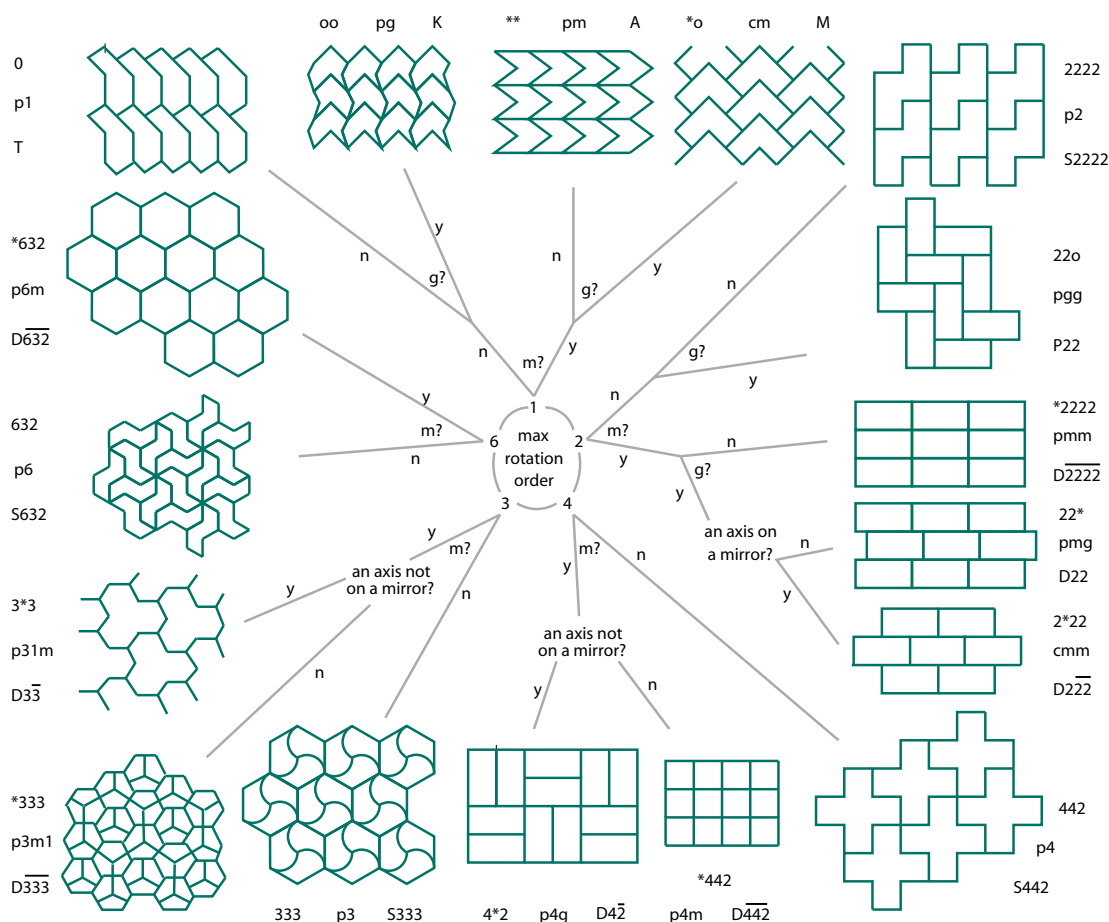 oo pg K
** pm A
*o cm M
0
p1
T
2222
p2
S2222
*632
p6m
D6̅3̅2̅
22o
pgg
P22
n
y
g?
n
g?
y
n
g?
y
n
m?
y
n
y
m?
n
1
6
max
rotation
order
2
m?
y
n
g?
y
3
4
632
p6
S632
*2222
pmm
D2̅2̅2̅2̅
22*
pmg
D22
an axis on
a mirror?
n
y
y
m?
an axis not
on a mirror?
y
n
n
m?
y
n
an axis not
on a mirror?
y
n
3*3
p31m
D33̅
2*22
cmm
D22̅2̅
*333
p3m1
D3̅3̅3̅
442
p4
S442
333 p3 S333
4*2 p4g D42̅
*442
p4m D4̅4̅2̅